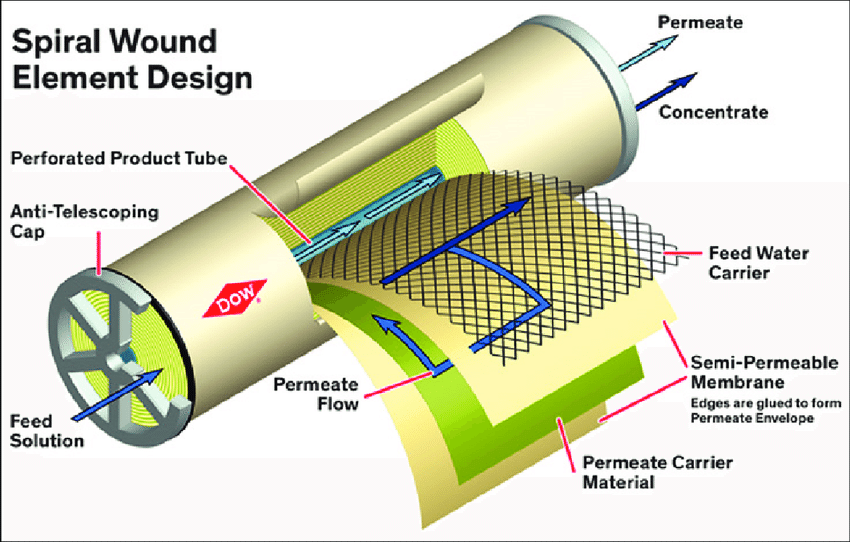 Spiral Wound
Element Design
Permeate
Concentrate
Perforated Product Tube
Anti-Telescoping
Cap
Feed Water
Carrier
DOW
®
Permeate
Flow
Semi-Permeable
Membrane
Edges are glued to form
Permeate Envelope
Feed
Solution
Permeate Carrier
Material